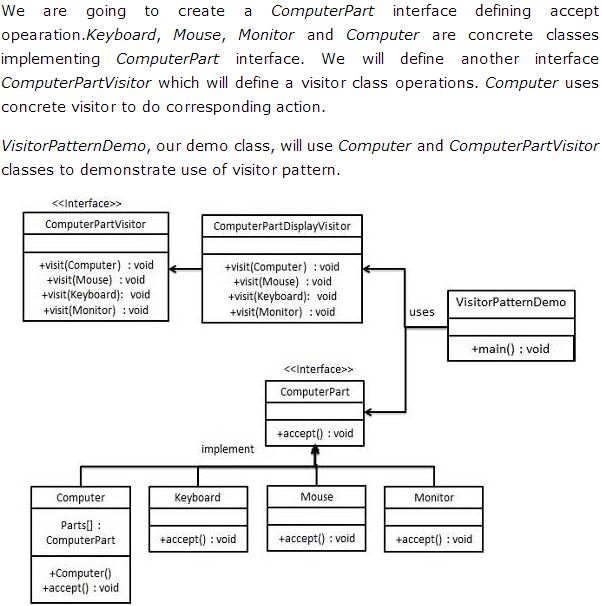 We are going to create a ComputerPart interface defining accept
opearation.Keyboard, Mouse, Monitor and Computer are concrete classes
implementing ComputerPart interface. We will define another interface
ComputerPartVisitor which will define a visitor class operations. Computer uses
concrete visitor to do corresponding action.
VisitorPatternDemo, our demo class, will use Computer and ComputerPartVisitor
classes to demonstrate use of visitor pattern.
<<Interface>>
ComputerPartVisitor
+visit(Computer) : void
+visit(Mouse) : void
+visit(Keyboard): void
+visit(Monitor) : void
ComputerPartDisplayVisitor
+visit(Computer) : void
+visit(Mouse) : void
+visit(Keyboard): void
+visit(Monitor) : void
uses
VisitorPatternDemo
+main() : void
<<Interface>>
ComputerPart
+accept() : void
implement
Computer
Parts[] :
ComputerPart
+Computer()
+accept() : void
Keyboard
+accept() : void
Mouse
+accept() : void
Monitor
+accept() : void